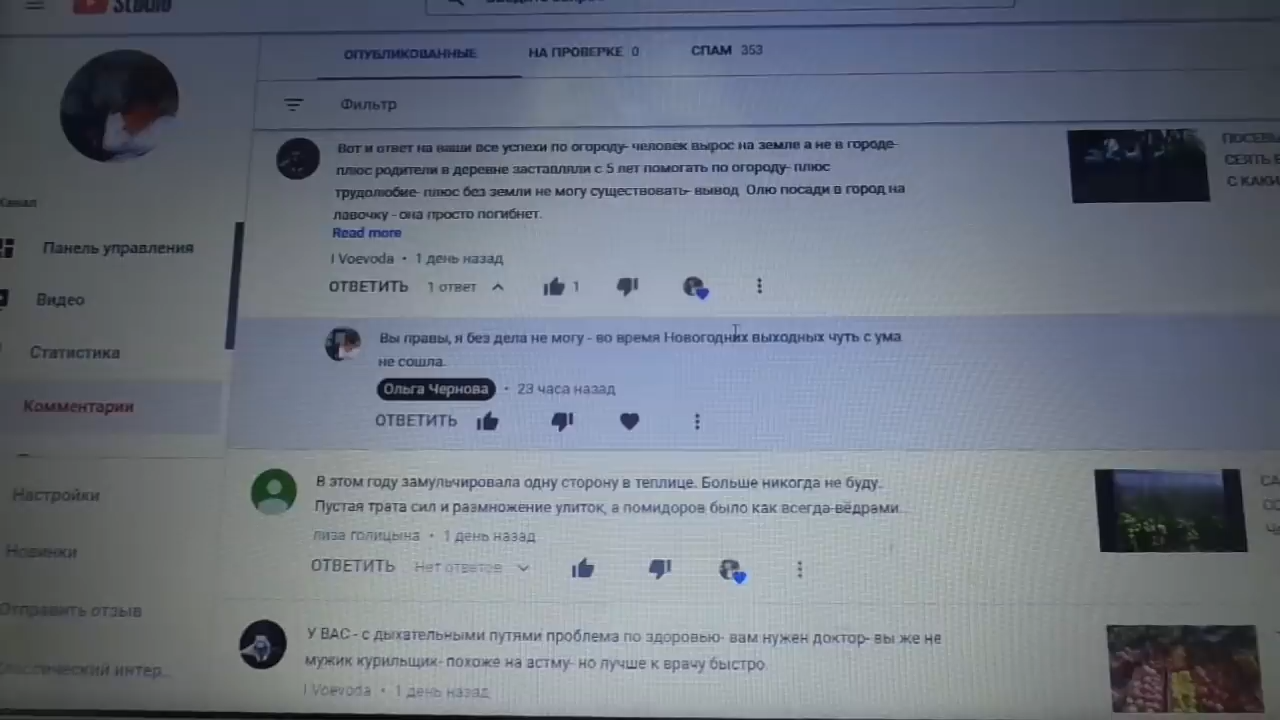 STUDIO
ОПУБЛИКОВАННЫЕ НА ПРОВЕРКЕ 0 СПАМ 353
Фильтр
Вот и ответ на ваши все успехи по огороду- человек вырос на земле а не в городе-
плюс родители в деревне заставляли с 5 лет помогать по огороду- плюс
трудолюбие- плюс без земли не могу существовать- вывод Олю посади в город на
лавочку - она просто погибнет.
Read more
I Voevoda • 1 день назад
ОТВЕТИТЬ 1 ответ 1
Вы правы, я без дела не могу - во время Новогодних выходных чуть с ума
не сошла.
Ольга Чернова • 23 часа назад
ОТВЕТИТЬ
В этом году замульчировала одну сторону в теплице. Больше никогда не буду.
Пустая трата сил и размножение улиток, а помидоров было как всегда-вёдрами.
лиза голицына • 1 день назад
ОТВЕТИТЬ Нет ответов
У ВАС - с дыхательными путями проблема по здоровью- вам нужен доктор- вы же не
мужик курильщик- похоже на астму- но лучше к врачу быстро.
I Voevoda • 1 день назад
Канал
Панель управления
Видео
Статистика
Комментарии
Настройки
Новинки
Отправить отзыв
Классический интер...
ПОСЕВЫ
СЕЯТЬ
С КАКИ